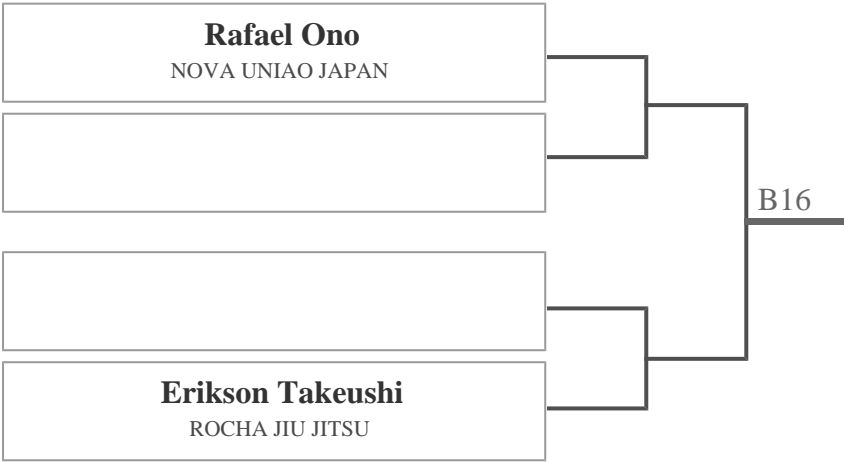 Rafael Ono
NOVA UNIAO JAPAN
B16
Erikson Takeushi
ROCHA JIU JITSU